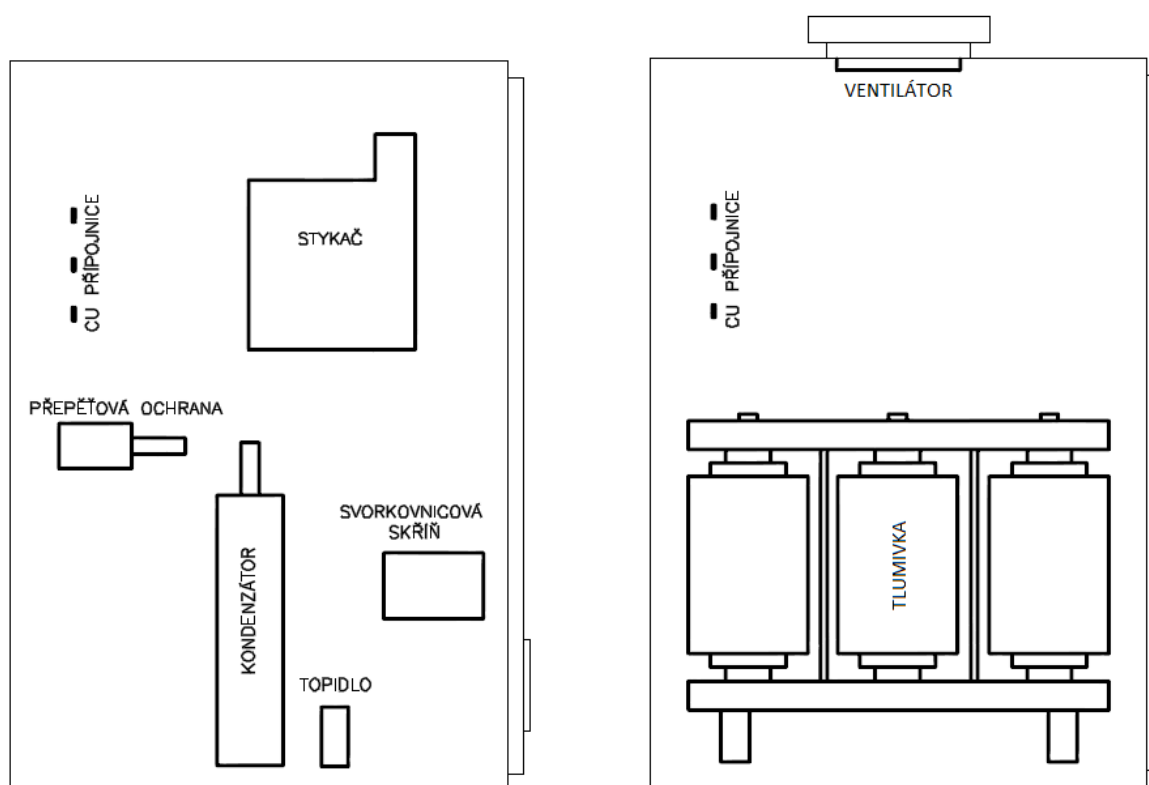 CU PŘÍPOJNICE
STYKAČ
PŘEPĚŤOVÁ OCHRANA
KONDENZÁTOR
SVORKOVNICOVÁ
SKŘÍŇ
TOPIDLO
VENTILÁTOR
CU PŘÍPOJNICE
TLUMIVKA